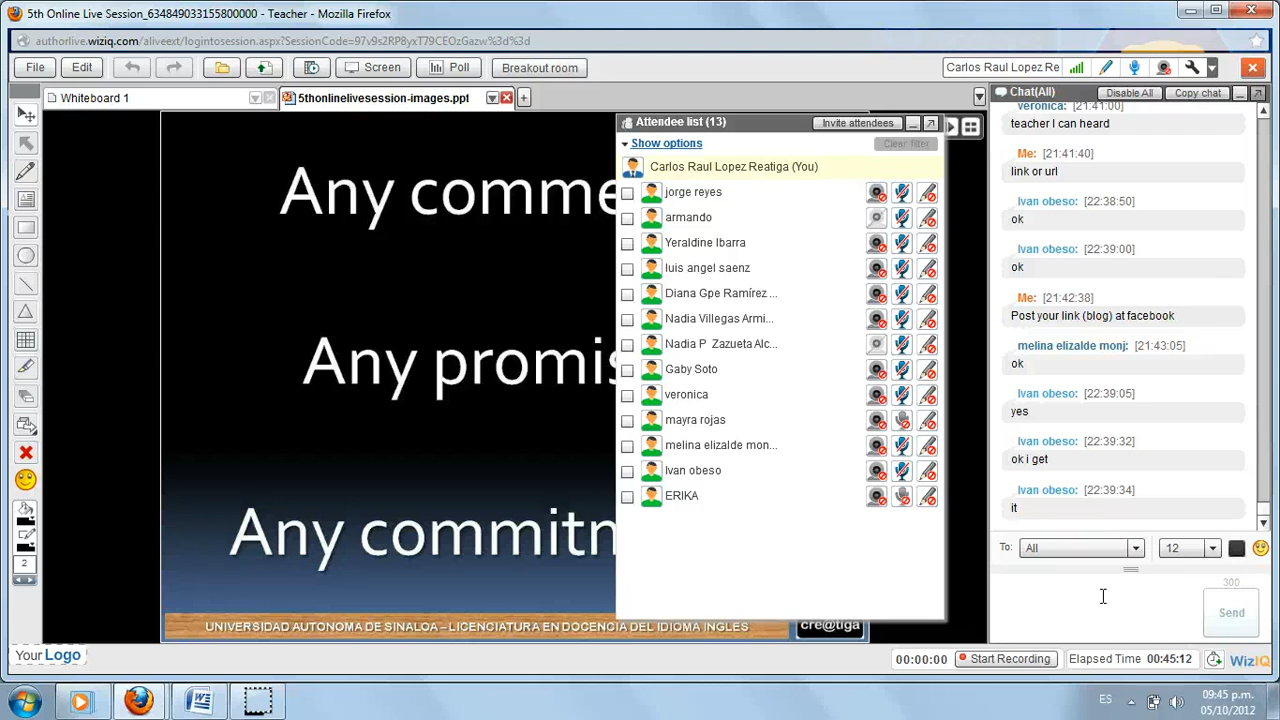 5th Online Live Session_634849033155800000 - Teacher - Mozilla Firefox
authorlive.wiziq.com/aliveext/logintosession.aspx?SessionCode=97v9s2RP8yxT79CEOzGazw%3d%3d
File Edit Screen Poll Breakout room Carlos Raul Lopez Re
Whiteboard 1 5thonlinelivesession-images.ppt
Any comme
Any promis
Any commitn
UNIVERSIDAD AUTONOMA DE SINALOA – LICENCIATURA EN DOCENCIA DEL IDIOMA INGLES
cre@tiga
Attendee list (13) Invite attendees
Show options Clear filter
Carlos Raul Lopez Reatiga (You)
jorge reyes
armando
Yeraldine Ibarra
luis angel saenz
Diana Gpe Ramírez ...
Nadia Villegas Armi...
Nadia P Zazueta Alc...
Gaby Soto
veronica
mayra rojas
melina elizalde mon...
Ivan obeso
ERIKA
Chat(All) Disable All Copy chat
veronica: [21:41:00]
teacher I can heard
Me: [21:41:40]
link or url
Ivan obeso: [22:38:50]
ok
Ivan obeso: [22:39:00]
ok
Me: [21:42:38]
Post your link (blog) at facebook
melina elizalde monj: [21:43:05]
ok
Ivan obeso: [22:39:05]
yes
Ivan obeso: [22:39:32]
ok i get
Ivan obeso: [22:39:34]
it
To: All 12
300
Send
2
Your Logo
00:00:00 Start Recording Elapsed Time 00:45:12 WizIQ
ES 09:45 p.m.
05/10/2012